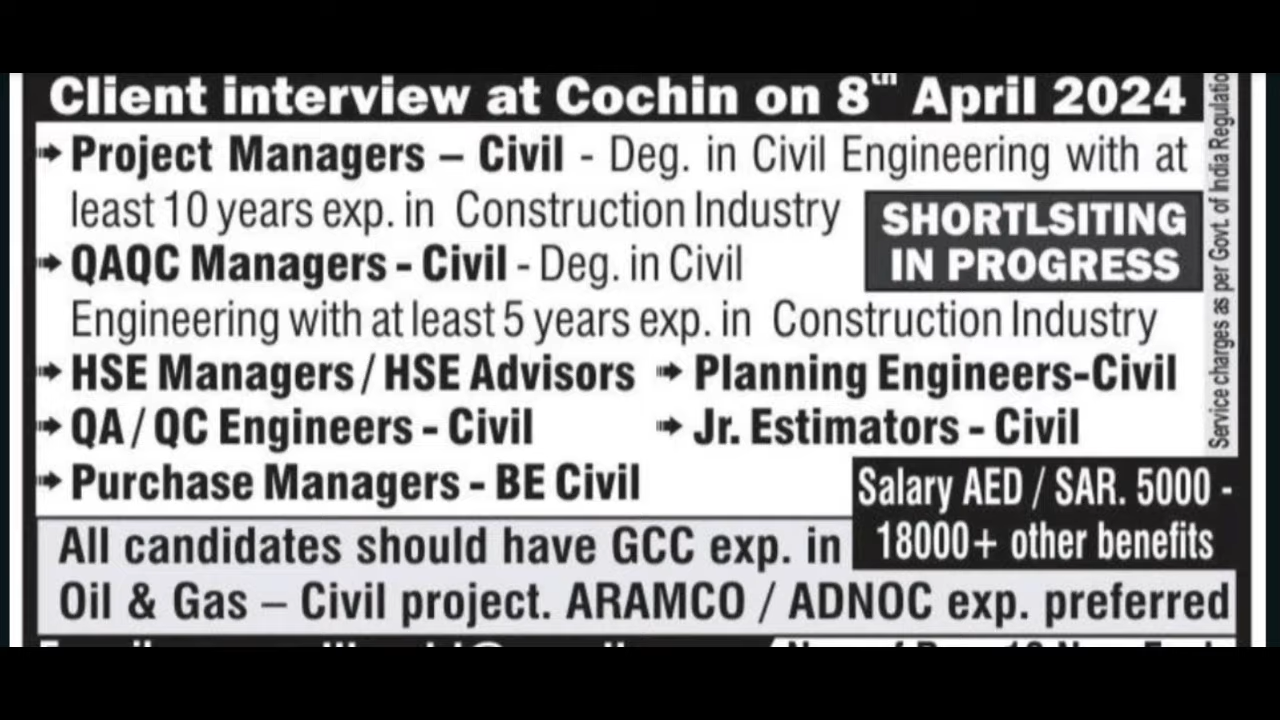 Client interview at Cochin on 8th April 2024
➠ Project Managers – Civil - Deg. in Civil Engineering with at
least 10 years exp. in Construction Industry
SHORTLSITING
IN PROGRESS
➠ QAQC Managers - Civil - Deg. in Civil
Engineering with at least 5 years exp. in Construction Industry
➠ HSE Managers / HSE Advisors ➠ Planning Engineers-Civil
➠ QA / QC Engineers - Civil ➠ Jr. Estimators - Civil
➠ Purchase Managers - BE Civil
Salary AED / SAR. 5000 -
18000+ other benefits
All candidates should have GCC exp. in
Oil & Gas – Civil project. ARAMCO / ADNOC exp. preferred
Service charges as per Govt. of India